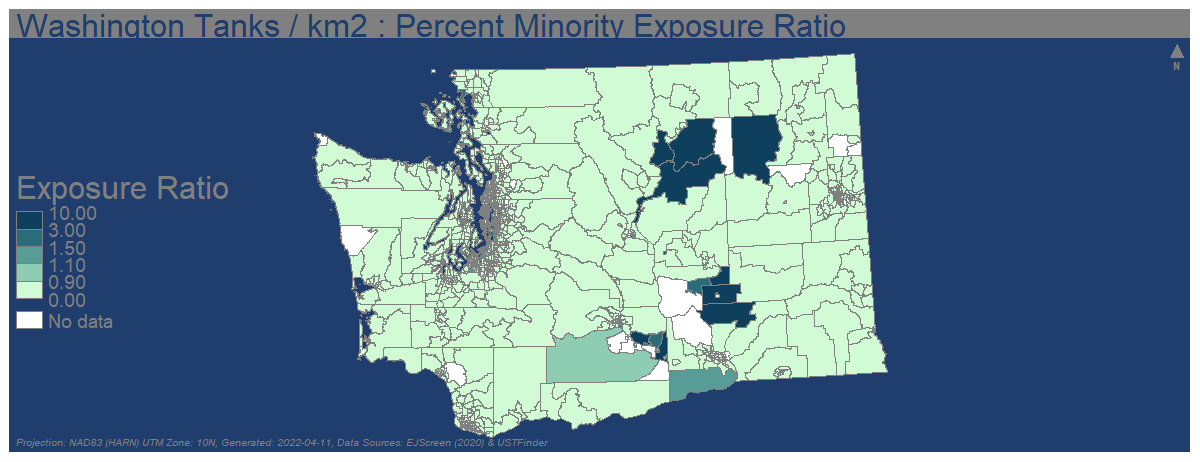 Washington Tanks / km2 : Percent Minority Exposure Ratio
N
Exposure Ratio
10.00
3.00
1.50
1.10
0.90
0.00
No data
Projection: NAD83 (HARN) UTM Zone: 10N, Generated: 2022-04-11, Data Sources: EJScreen (2020) & USTFinder